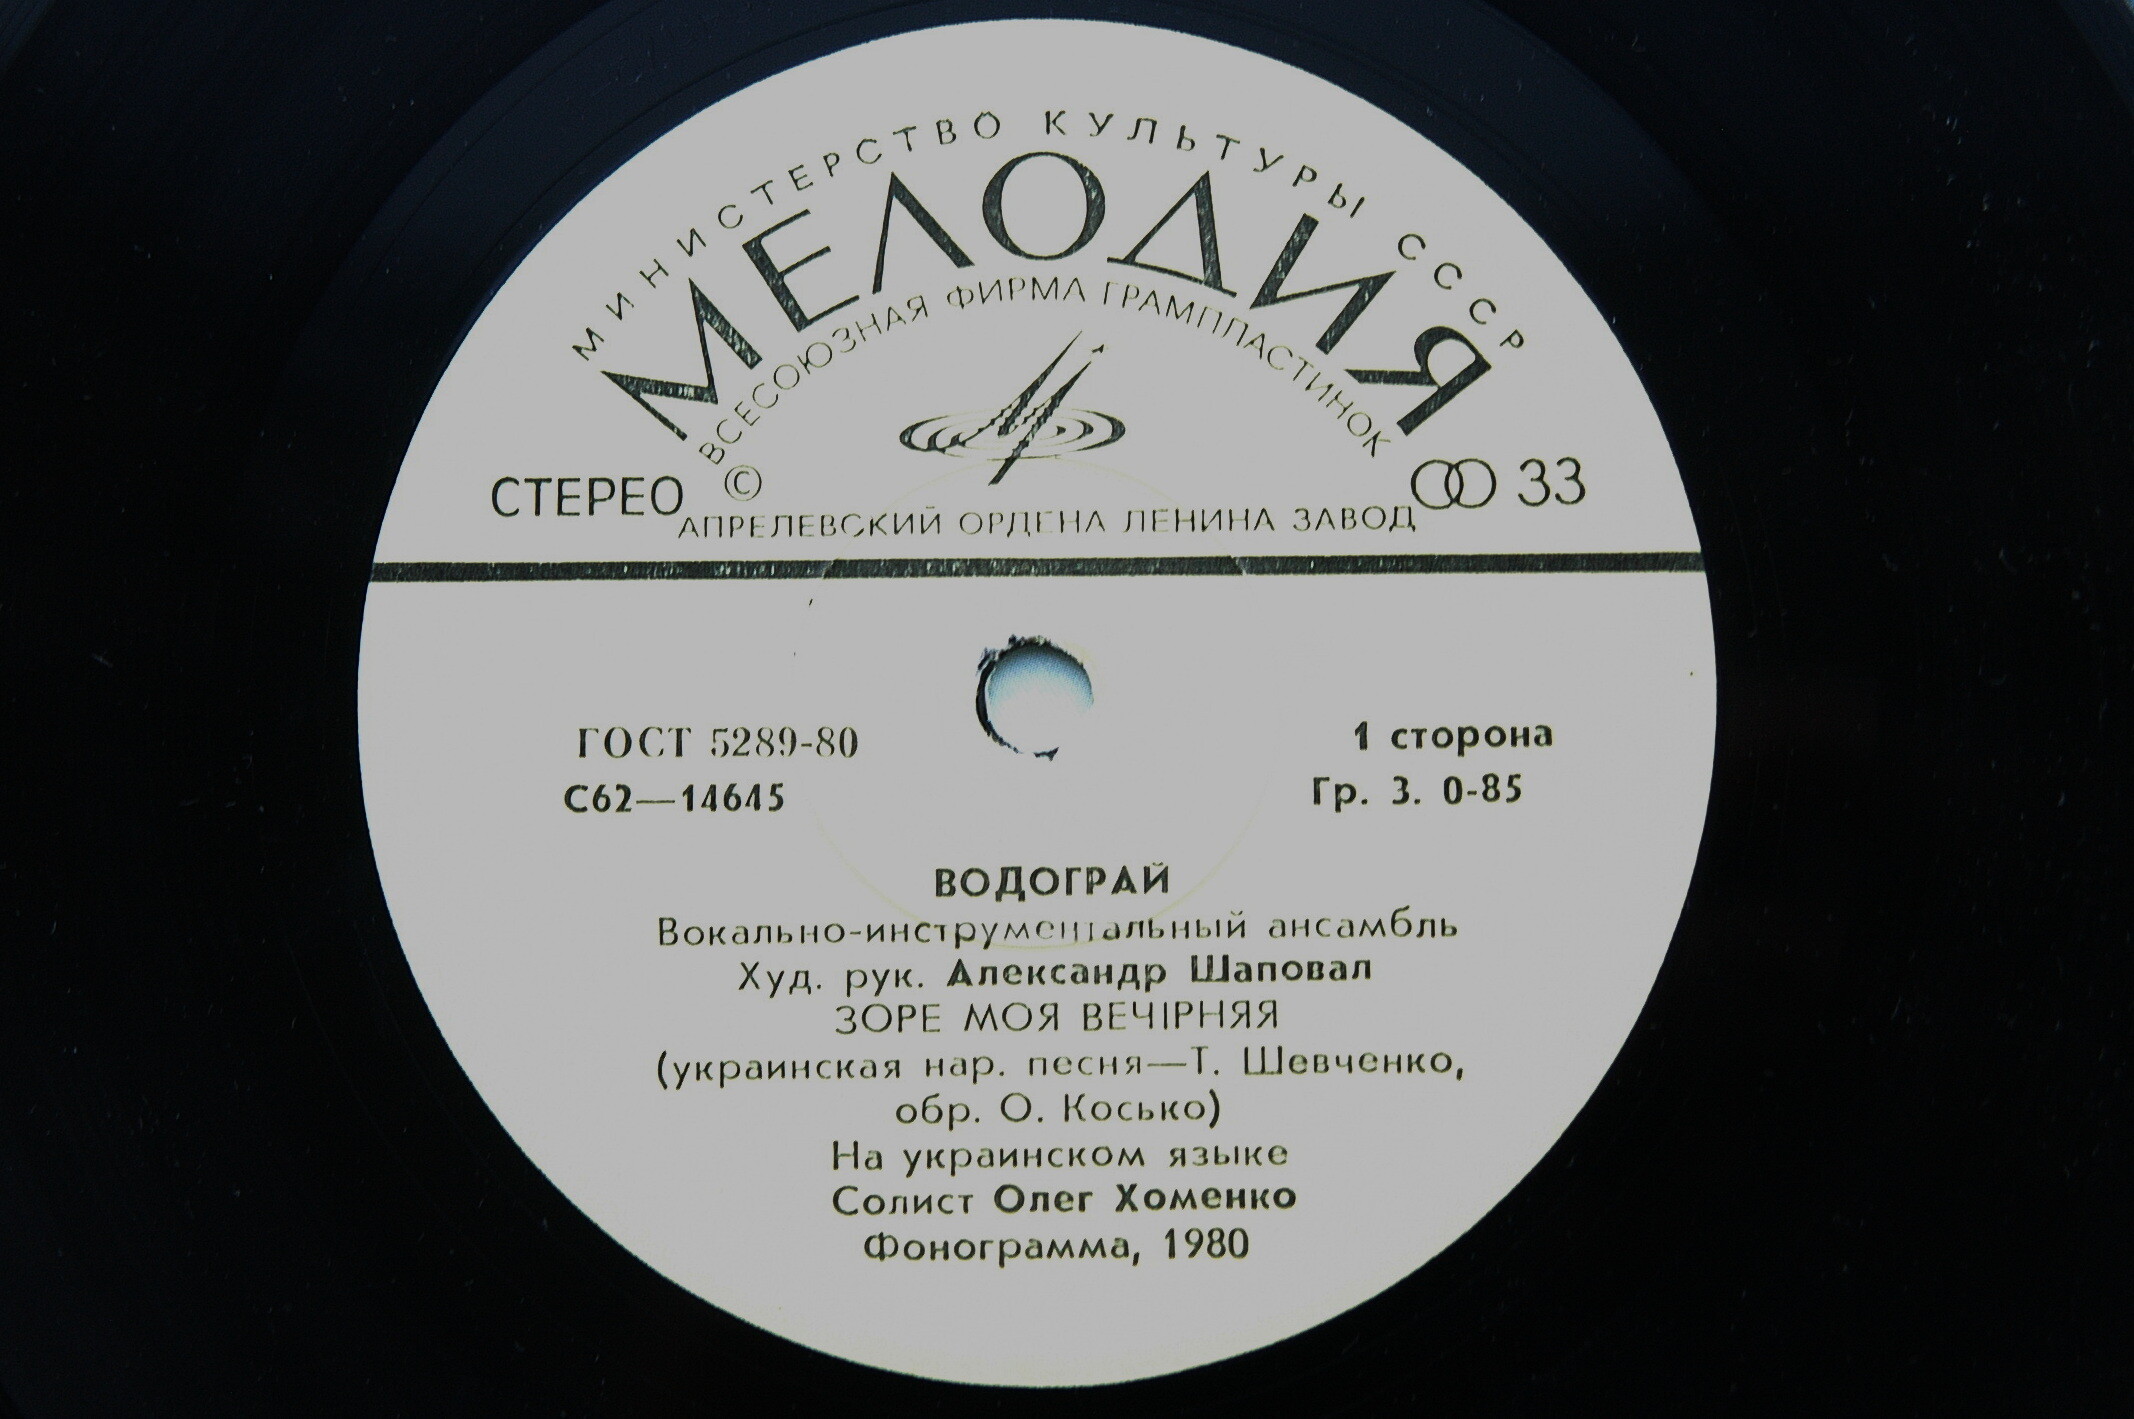 МИНИСТЕРСТВО КУЛЬТУРЫ СССР
МЕЛОДИЯ
ВСЕСОЮЗНАЯ ФИРМА ГРАМПЛАСТИНОК
СТЕРЕО © 33
АПРЕЛЕВСКИЙ ОРДЕНА ЛЕНИНА ЗАВОД
ГОСТ 5289-80 1 сторона
С62—14645 Гр. 3. 0-85
ВОДОГРАЙ
Вокально-инструментальный ансамбль
Худ. рук. Александр Шаповал
ЗОРЕ МОЯ ВЕЧІРНЯЯ
(украинская нар. песня—Т. Шевченко,
обр. О. Косько)
На украинском языке
Солист Олег Хоменко
Фонограмма, 1980